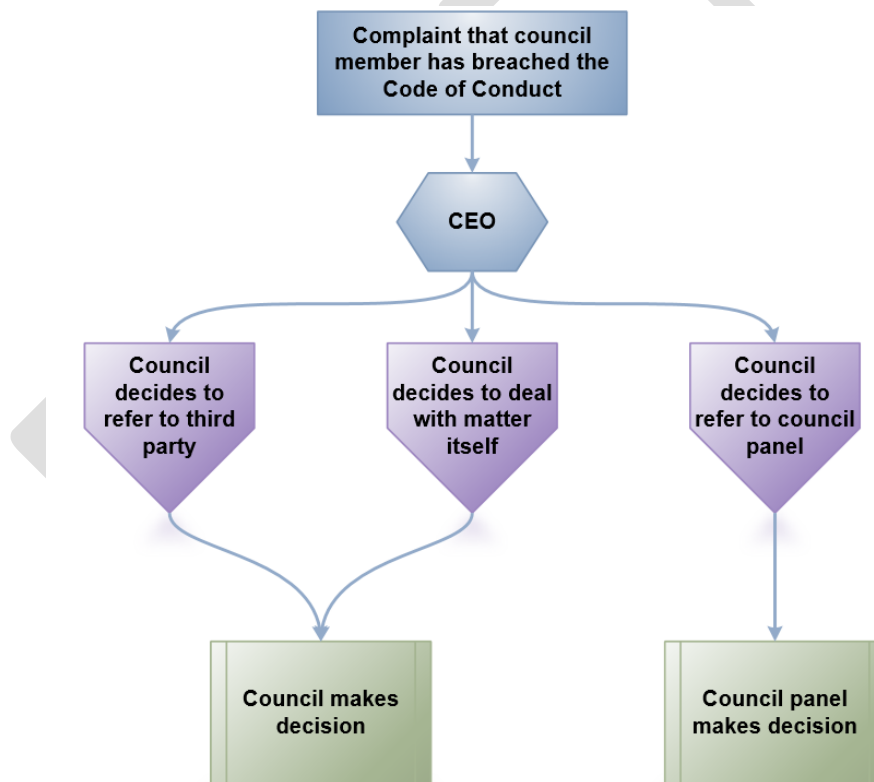 Complaint that council
member has breached the
Code of Conduct
CEO
Council
decides to
refer to third
party
Council
decides to deal
with matter
itself
Council
decides to
refer to council
panel
Council makes
decision
Council panel
makes decision